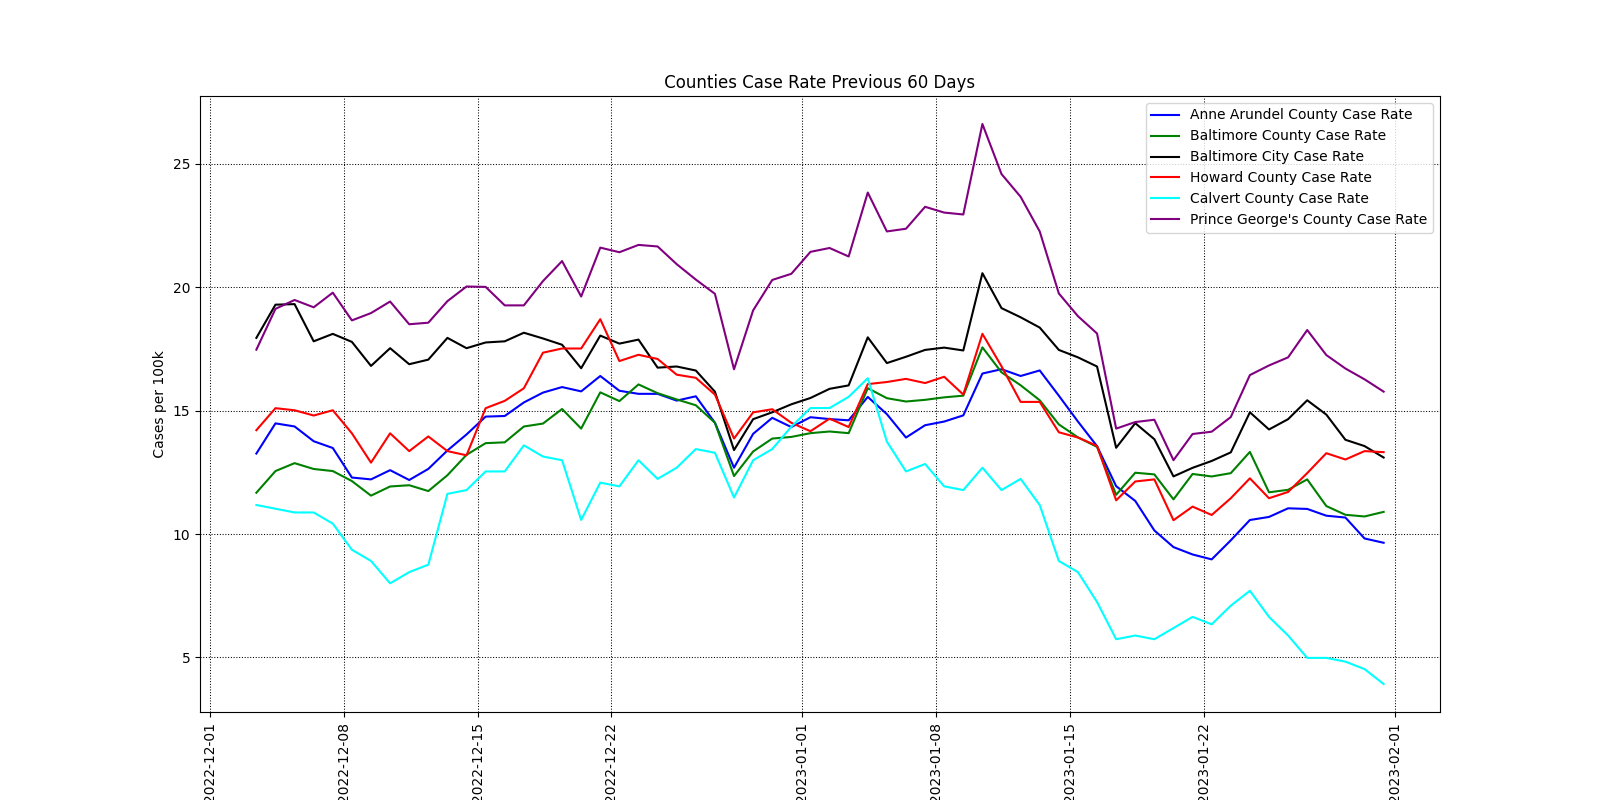 Counties Case Rate Previous 60 Days
Anne Arundel County Case Rate
Baltimore County Case Rate
Baltimore City Case Rate
Howard County Case Rate
Calvert County Case Rate
Prince George's County Case Rate
Cases per 100k
25
20
15
10
5
2022-12-01
2022-12-08
2022-12-15
2022-12-22
2023-01-01
2023-01-08
2023-01-15
2023-01-22
2023-02-01